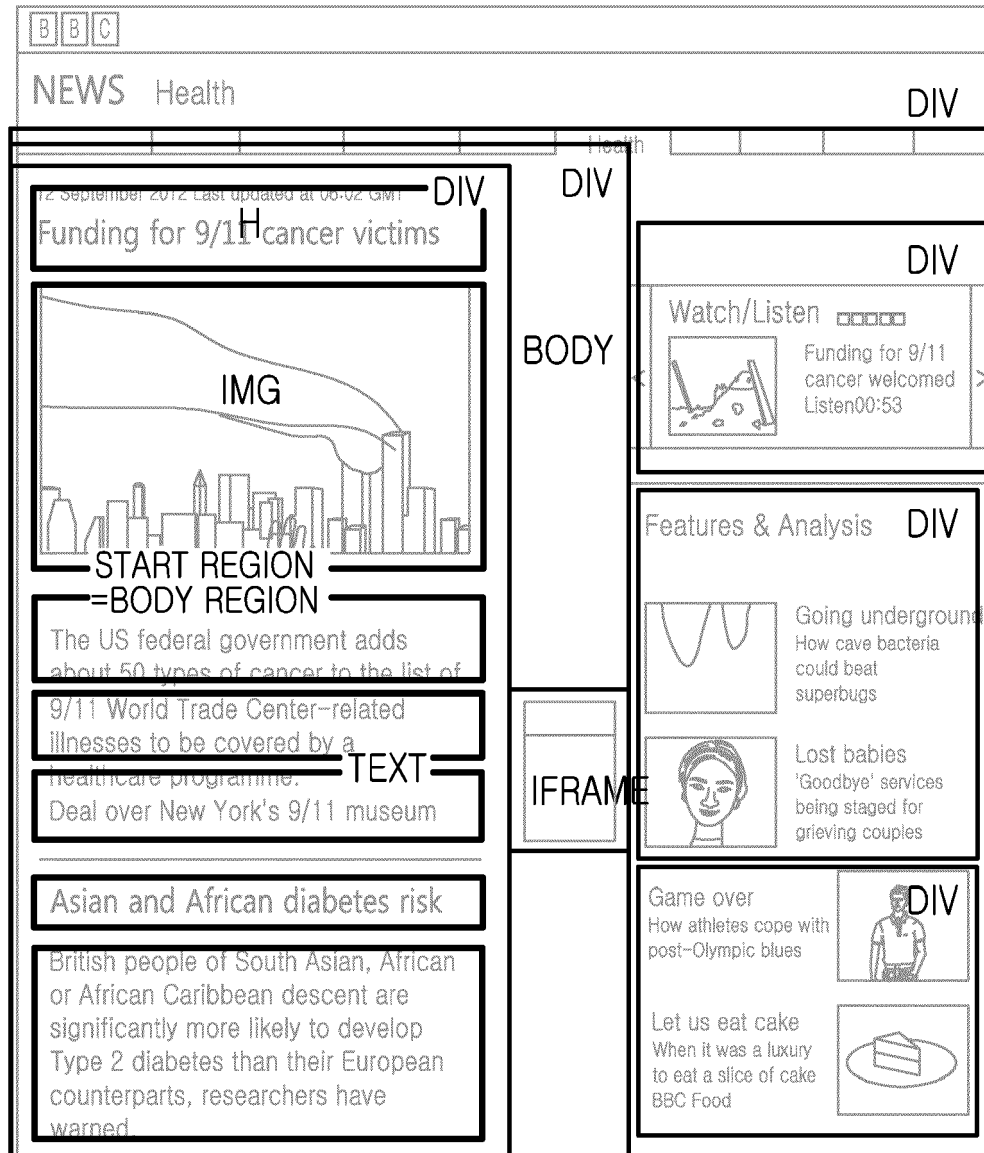 BBC
NEWS Health
DIV
Health
12 September 2012 Last updated at 06:02 GMT
DIV
DIV
H
Funding for 9/11 cancer victims
DIV
BODY
IMG
Watch/Listen
Funding for 9/11
cancer welcomed
Listen00:53
< >
START REGION
=BODY REGION
Features & Analysis
DIV
The US federal government adds
about 50 types of cancer to the list of
9/11 World Trade Center-related
illnesses to be covered by a
healthcare programme.
TEXT
Deal over New York's 9/11 museum
IFRAME
Going underground
How cave bacteria
could beat
superbugs
Lost babies
'Goodbye' services
being staged for
grieving couples
Asian and African diabetes risk
British people of South Asian, African
or African Caribbean descent are
significantly more likely to develop
Type 2 diabetes than their European
counterparts, researchers have
warned.
Game over
DIV
How athletes cope with
post-Olympic blues
Let us eat cake
When it was a luxury
to eat a slice of cake
BBC Food